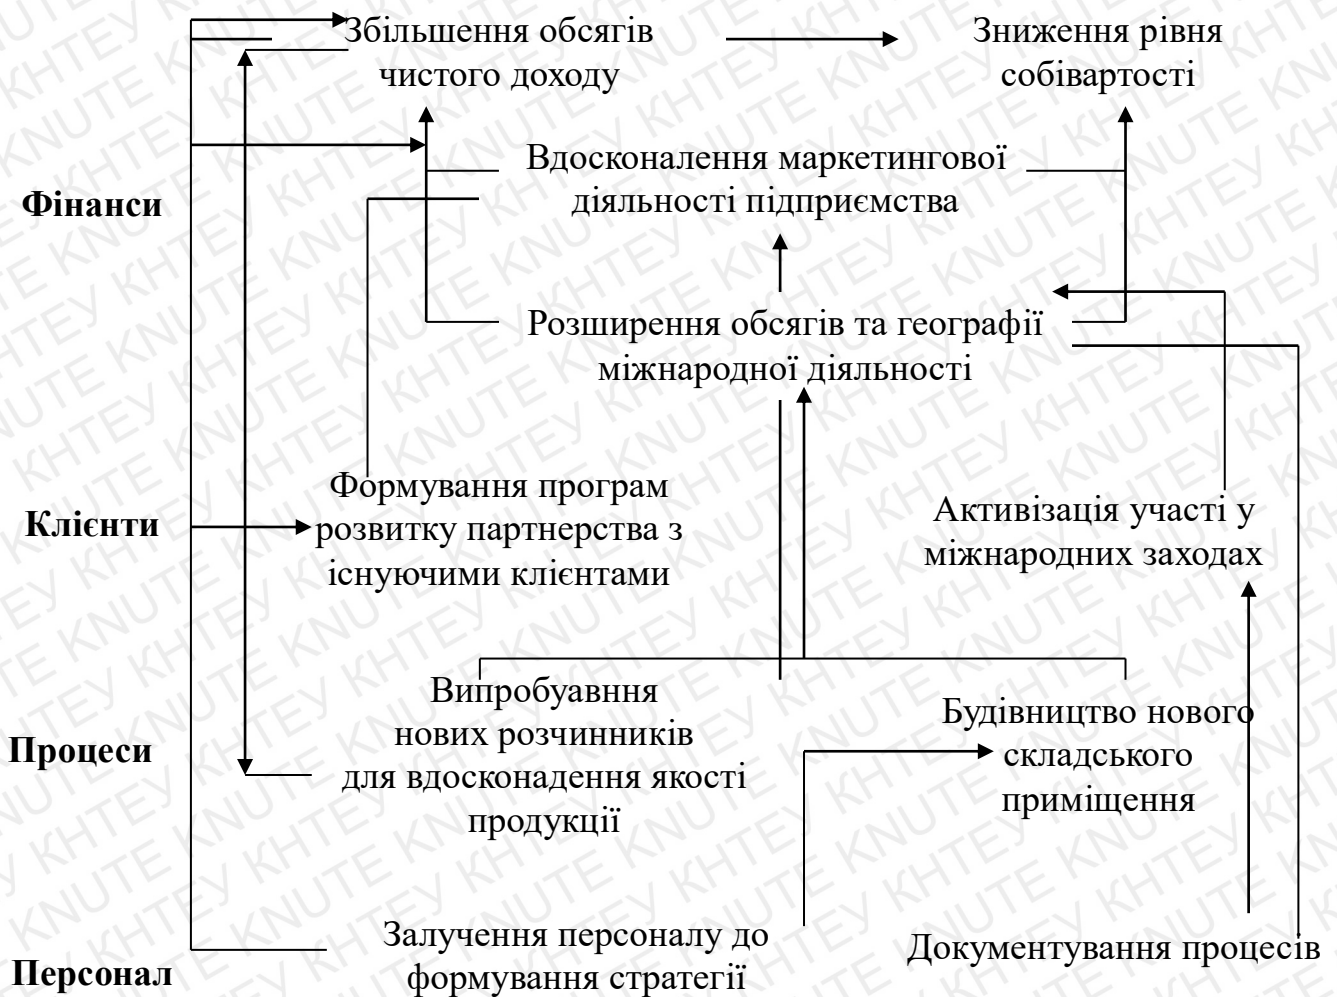 Збільшення обсягів
чистого доходу
Зниження рівня
собівартості
Вдосконалення маркетингової
діяльності підприємства
Фінанси
Розширення обсягів та географії
міжнародної діяльності
Формування програм
розвитку партнерства з
існуючими клієнтами
Клієнти
Активізація участі у
міжнародних заходах
Випробуавння
нових розчинників
для вдосконадення якості
продукції
Процеси
Будівництво нового
складського
приміщення
Залучення персоналу до
формування стратегії
Персонал
Документування процесів